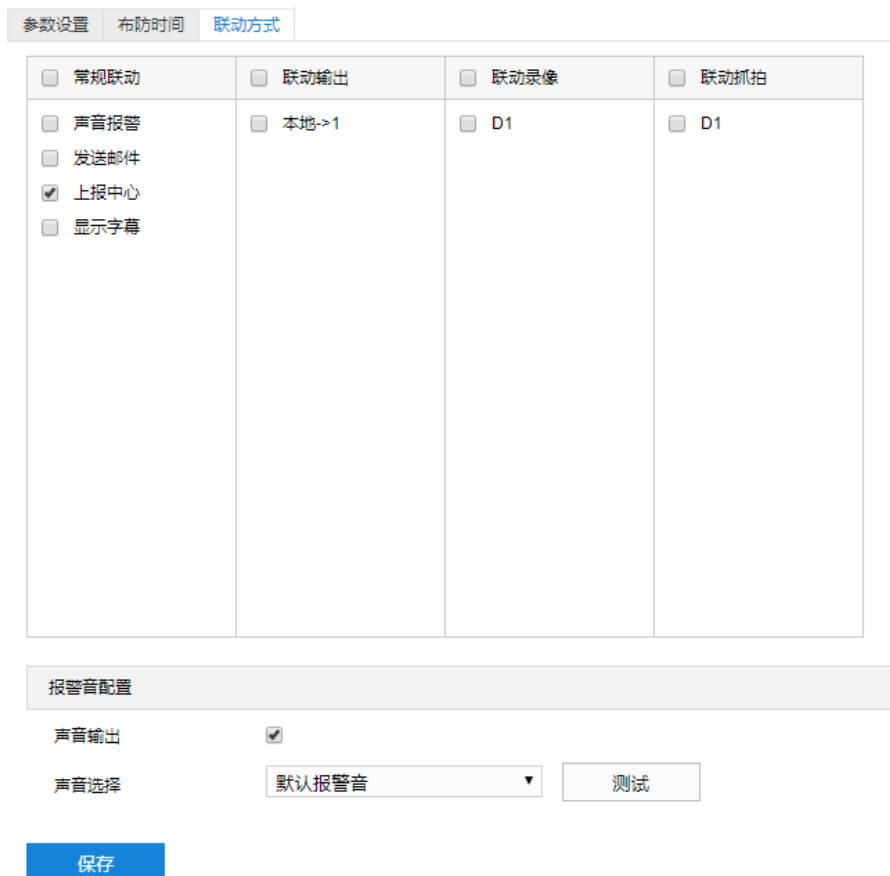 参数设置 布防时间 联动方式
常规联动 联动输出 联动录像 联动抓拍
声音报警 本地->1 D1 D1
发送邮件
上报中心
显示字幕
报警音配置
声音输出
声音选择 默认报警音 测试
保存